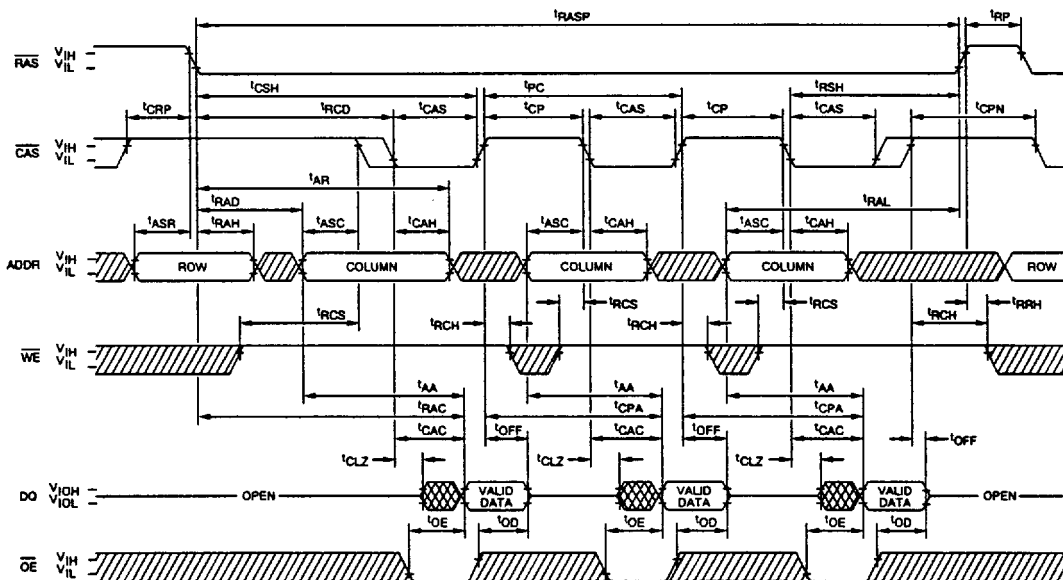 tRASP tRP
RAS VIH
VIL
tCSH tPC tRSH
tCRP tRCD tCAS tCP tCAS tCP tCAS tCPN
CAS VIH
VIL
tAR
tRAD tRAL
tASR tRAH tASC tCAH tASC tCAH tASC tCAH
ADDR VIH
VIL
ROW COLUMN COLUMN COLUMN ROW
tRCS tRCH tRCS tRCH tRCS tRCH tRRH
WE VIH
VIL
tAA tAA tAA
tRAC tCPA tCPA
tCAC tOFF tCAC tOFF tCAC tOFF
tCLZ tCLZ tCLZ
DQ VIOH
VIOL
OPEN VALID DATA VALID DATA VALID DATA OPEN
tOE tOD tOE tOD tOE tOD
OE VIH
VIL